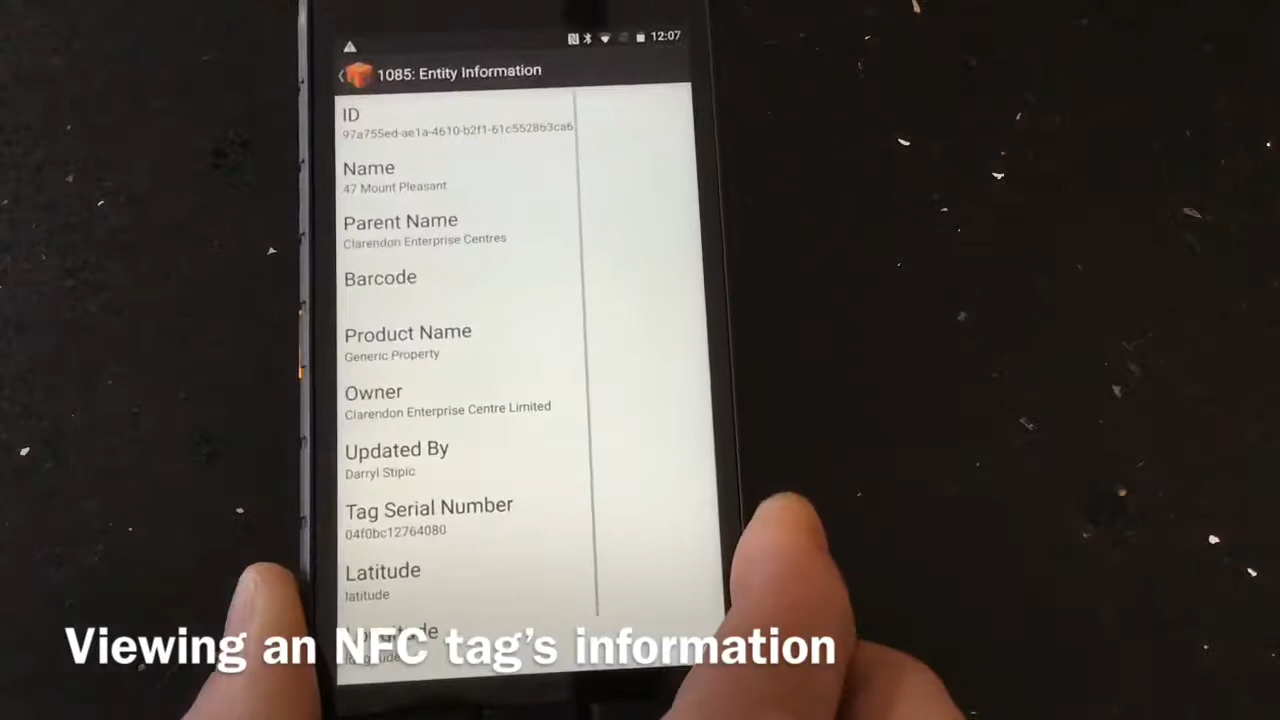 12:07
1085: Entity Information
ID
97a755ed-ae1a-4610-b2f1-61c552863ca6
Name
47 Mount Pleasant
Parent Name
Clarendon Enterprise Centres
Barcode
Product Name
Generic Property
Owner
Clarendon Enterprise Centre Limited
Updated By
Darryl Stipic
Tag Serial Number
04f0bc12764080
Latitude
latitude
Longitude
longitude
Viewing an NFC tag's information